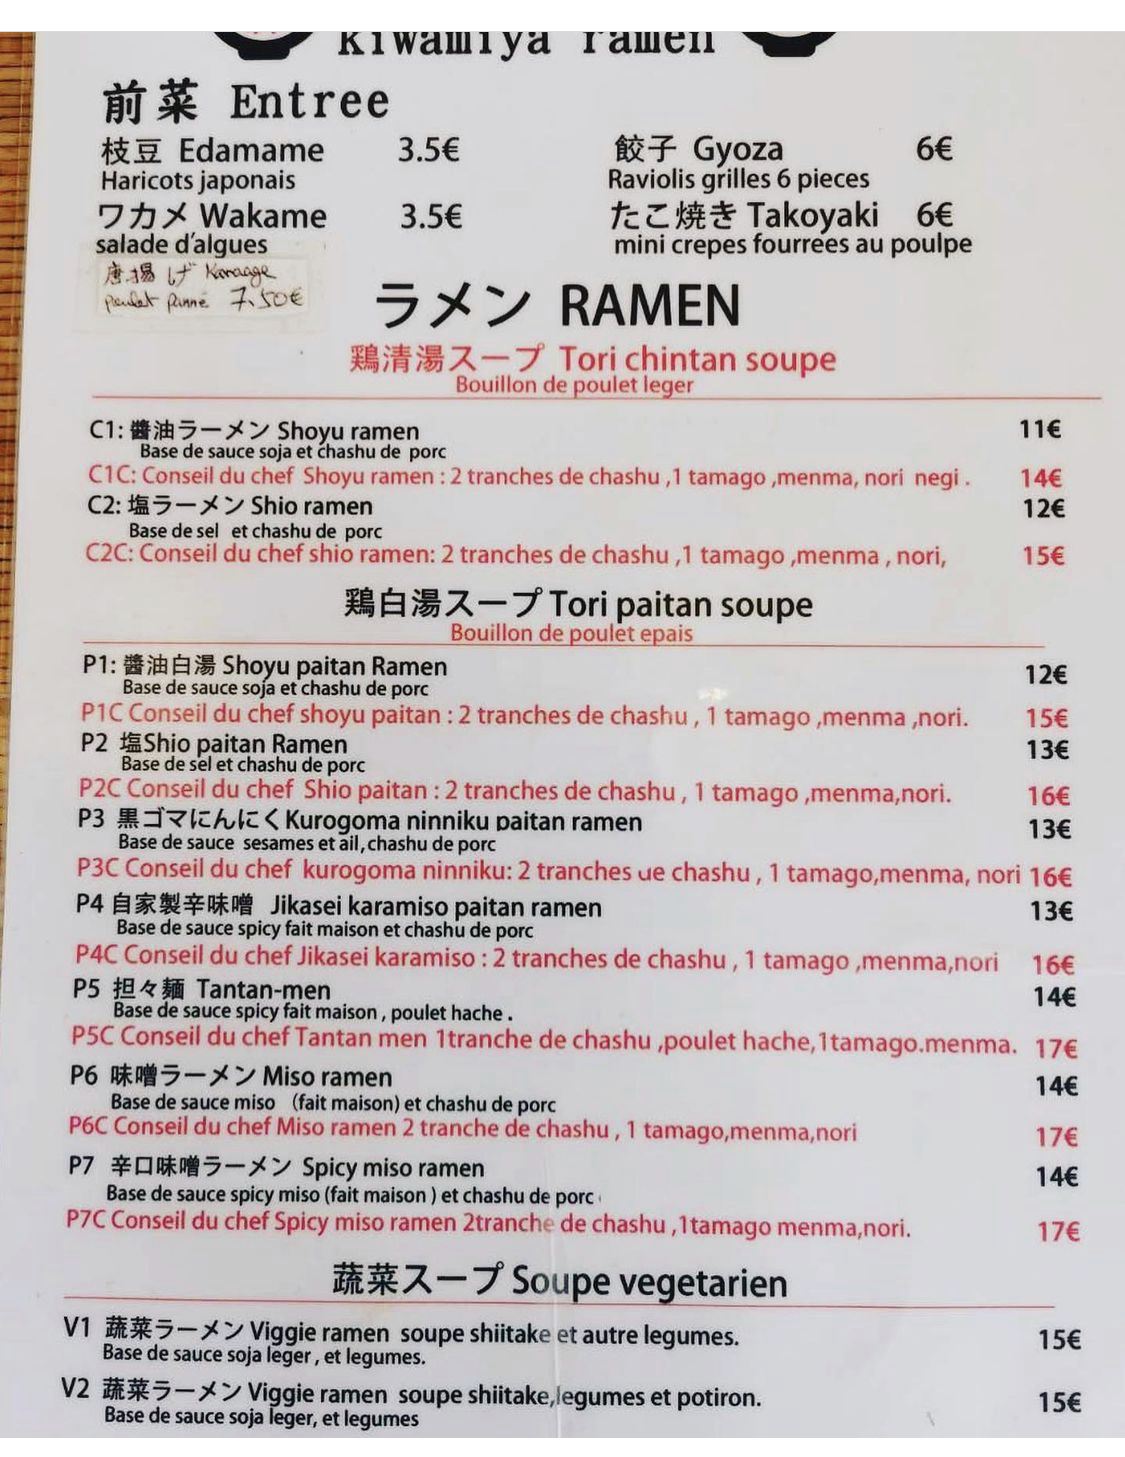 kiwamiya ramen
前菜 Entree
枝豆 Edamame 3.5€
Haricots japonais
ワカメ Wakame 3.5€
salade d'algues
唐揚げ Karaage
poulet panné 7,50€
餃子 Gyoza 6€
Raviolis grilles 6 pieces
たこ焼き Takoyaki 6€
mini crepes fourrees au poulpe
ラメン RAMEN
鶏清湯スープ Tori chintan soupe
Bouillon de poulet leger
C1: 醬油ラーメン Shoyu ramen 11€
Base de sauce soja et chashu de porc
C1C: Conseil du chef Shoyu ramen : 2 tranches de chashu ,1 tamago ,menma, nori negi . 14€
C2: 塩ラーメン Shio ramen 12€
Base de sel et chashu de porc
C2C: Conseil du chef shio ramen: 2 tranches de chashu ,1 tamago ,menma , nori, 15€
鶏白湯スープ Tori paitan soupe
Bouillon de poulet epais
P1: 醬油白湯 Shoyu paitan Ramen 12€
Base de sauce soja et chashu de porc
P1C Conseil du chef shoyu paitan : 2 tranches de chashu , 1 tamago ,menma ,nori. 15€
P2 塩Shio paitan Ramen 13€
Base de sel et chashu de porc
P2C Conseil du chef Shio paitan : 2 tranches de chashu , 1 tamago ,menma,nori. 16€
P3 黒ゴマにんにくKurogoma ninniku paitan ramen 13€
Base de sauce sesames et ail,chashu de porc
P3C Conseil du chef kurogoma ninniku: 2 tranches de chashu , 1 tamago,menma, nori 16€
P4 自家製辛味噌 Jikasei karamiso paitan ramen 13€
Base de sauce spicy fait maison et chashu de porc
P4C Conseil du chef Jikasei karamiso : 2 tranches de chashu , 1 tamago ,menma,nori 16€
P5 担々麺 Tantan-men 14€
Base de sauce spicy fait maison , poulet hache .
P5C Conseil du chef Tantan men 1tranche de chashu ,poulet hache,1tamago.menma. 17€
P6 味噌ラーメン Miso ramen 14€
Base de sauce miso (fait maison) et chashu de porc
P6C Conseil du chef Miso ramen 2 tranche de chashu , 1 tamago,menma,nori 17€
P7 辛口味噌ラーメン Spicy miso ramen 14€
Base de sauce spicy miso (fait maison ) et chashu de porc
P7C Conseil du chef Spicy miso ramen 2tranche de chashu ,1tamago menma,nori. 17€
蔬菜スープ Soupe vegetarien
V1 蔬菜ラーメン Viggie ramen soupe shiitake et autre legumes. 15€
Base de sauce soja leger , et legumes.
V2 蔬菜ラーメン Viggie ramen soupe shiitake,legumes et potiron. 15€
Base de sauce soja leger, et legumes